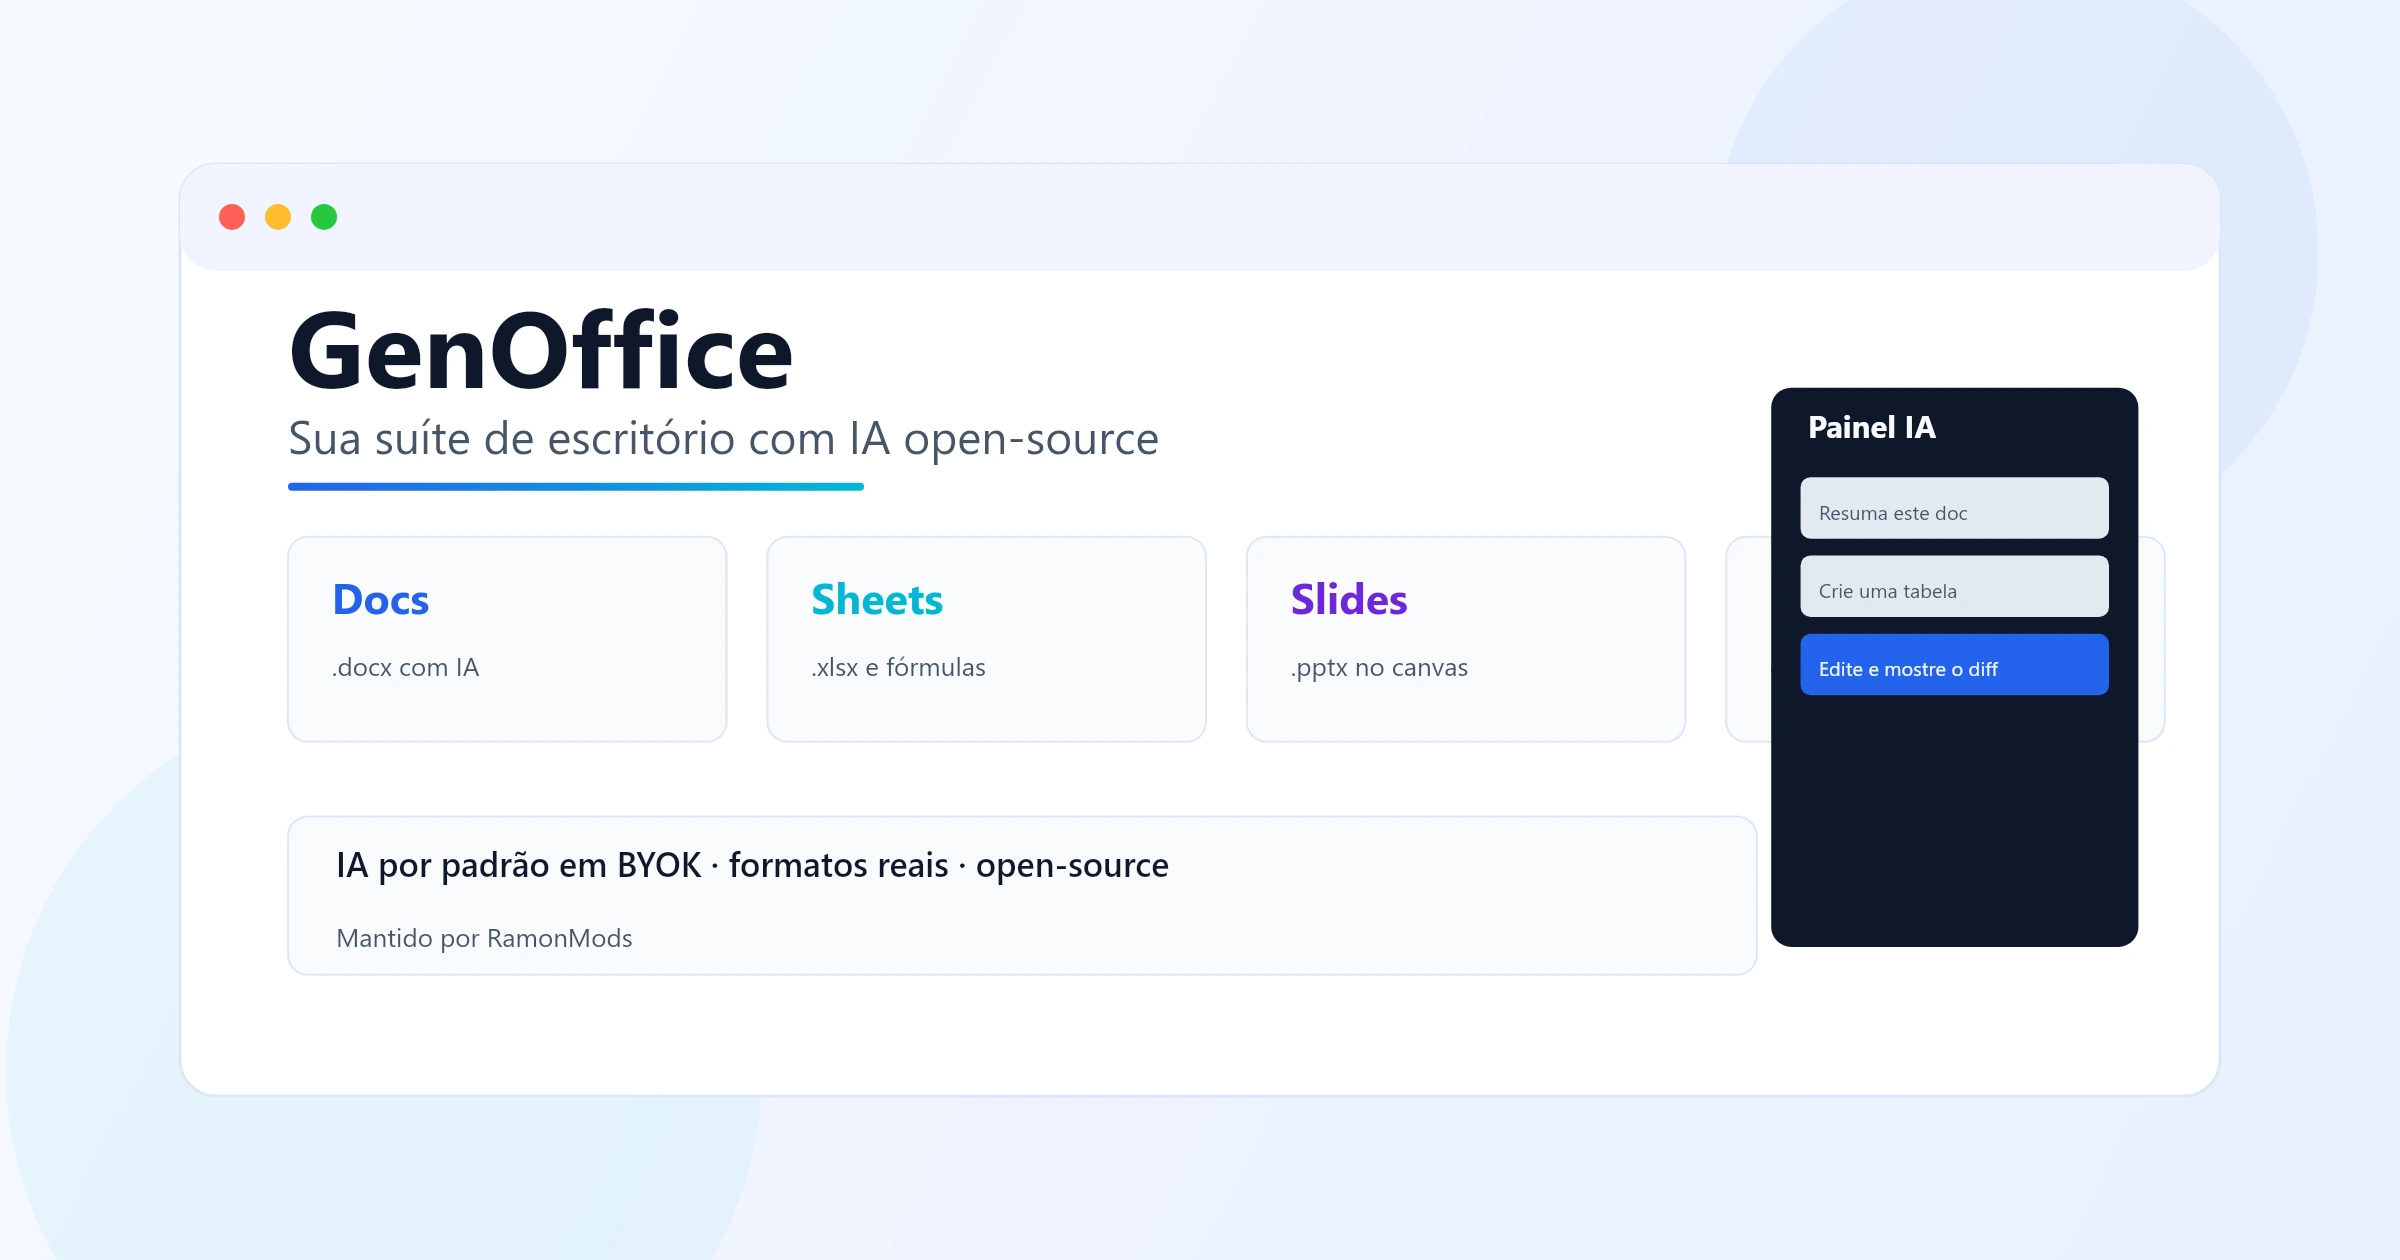 GenOffice
Sua suíte de escritório com IA open-source
Docs
.docx com IA
Sheets
.xlsx e fórmulas
Slides
.pptx no canvas
Painel IA
Resuma este doc
Crie uma tabela
Edite e mostre o diff
IA por padrão em BYOK · formatos reais · open-source
Mantido por RamonMods